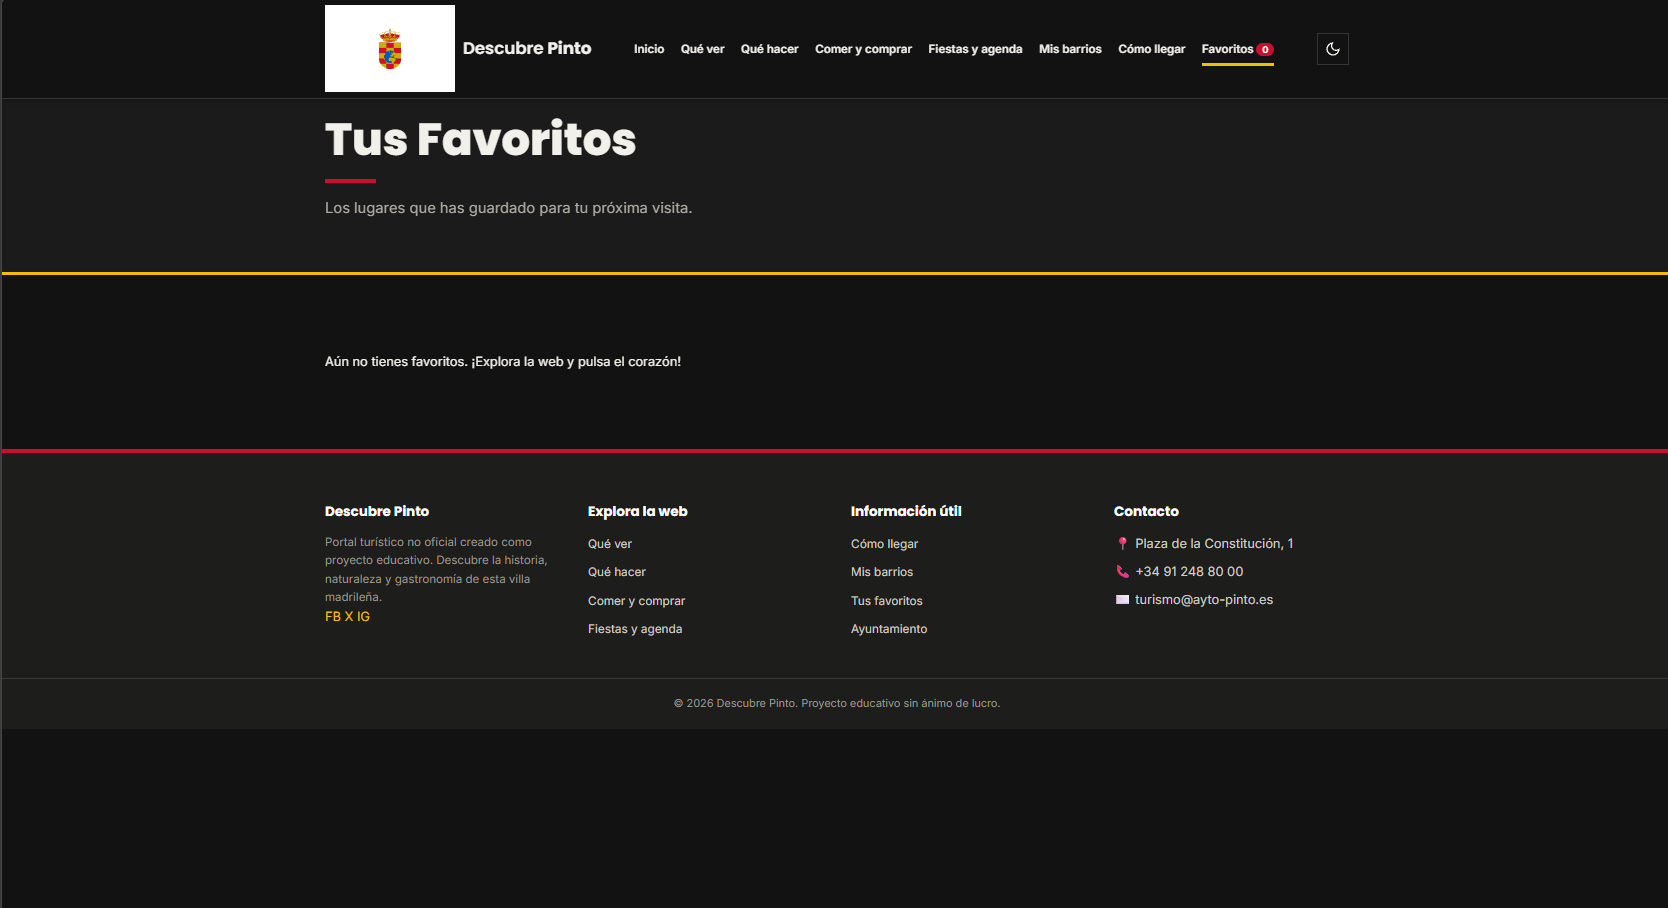 Descubre Pinto
Inicio Qué ver Qué hacer Comer y comprar Fiestas y agenda Mis barrios Cómo llegar Favoritos 0
Tus Favoritos
Los lugares que has guardado para tu próxima visita.
Aún no tienes favoritos. ¡Explora la web y pulsa el corazón!
Descubre Pinto
Portal turístico no oficial creado como
proyecto educativo. Descubre la historia,
naturaleza y gastronomía de esta villa
madrileña.
FB X IG
Explora la web
Qué ver
Qué hacer
Comer y comprar
Fiestas y agenda
Información útil
Cómo llegar
Mis barrios
Tus favoritos
Ayuntamiento
Contacto
Plaza de la Constitución, 1
+34 91 248 80 00
turismo@ayto-pinto.es
© 2026 Descubre Pinto. Proyecto educativo sin ánimo de lucro.